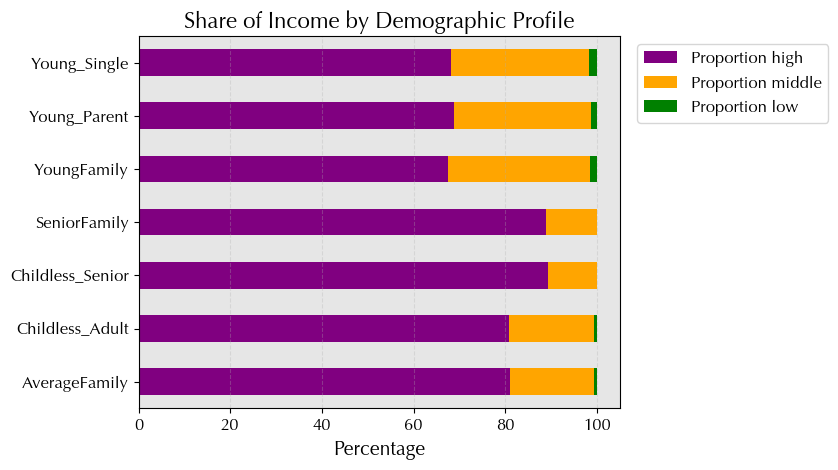 Share of Income by Demographic Profile
Young_Single
Young_Parent
YoungFamily
SeniorFamily
Childless_Senior
Childless_Adult
AverageFamily
0 20 40 60 80 100
Percentage
Proportion high
Proportion middle
Proportion low